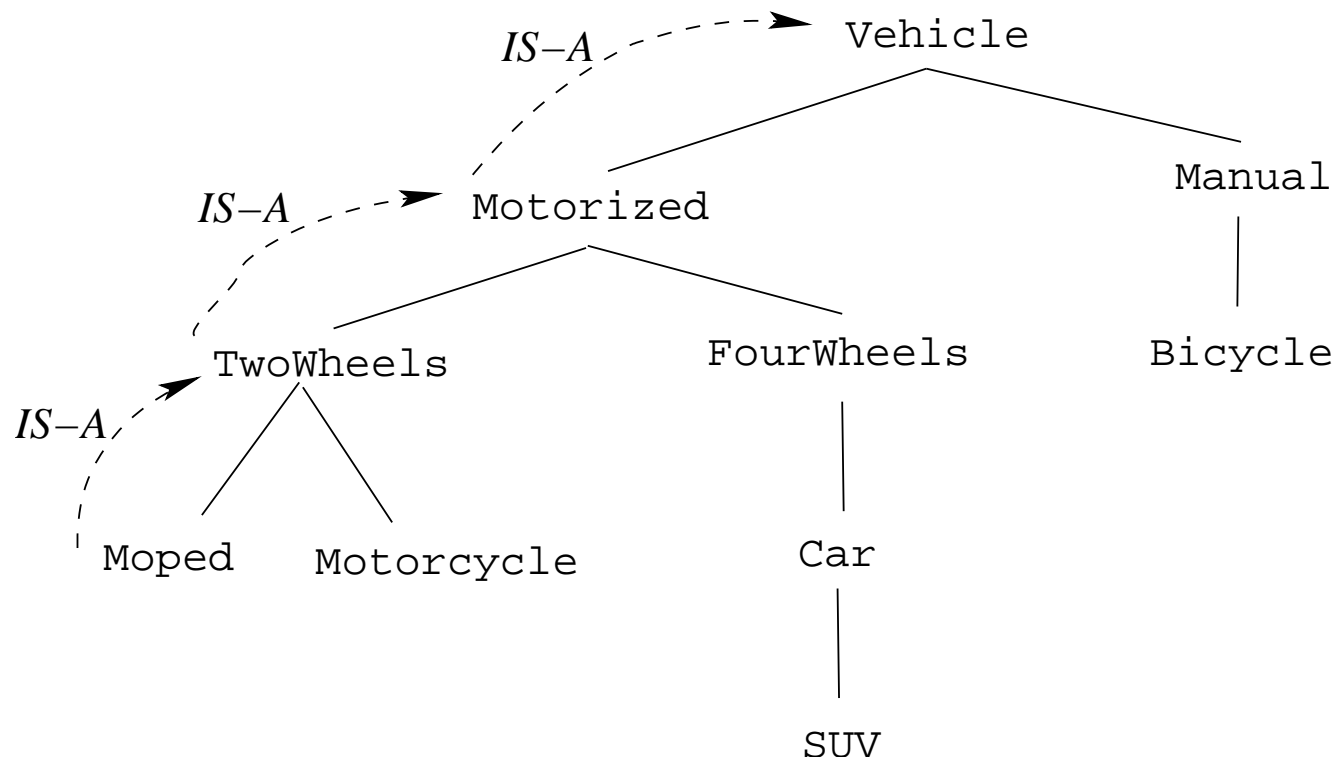 IS–A
Vehicle
IS–A
Motorized
Manual
TwoWheels
FourWheels
Bicycle
IS–A
Moped
Motorcycle
Car
SUV